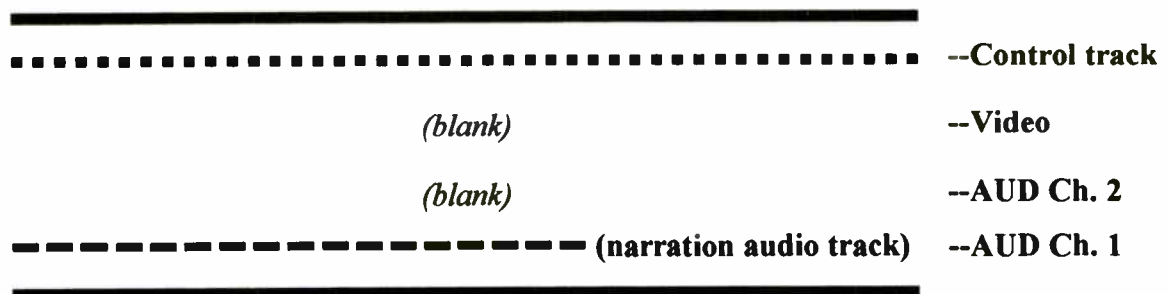 --Control track
(blank) --Video
(blank) --AUD Ch. 2
(narration audio track) --AUD Ch. 1